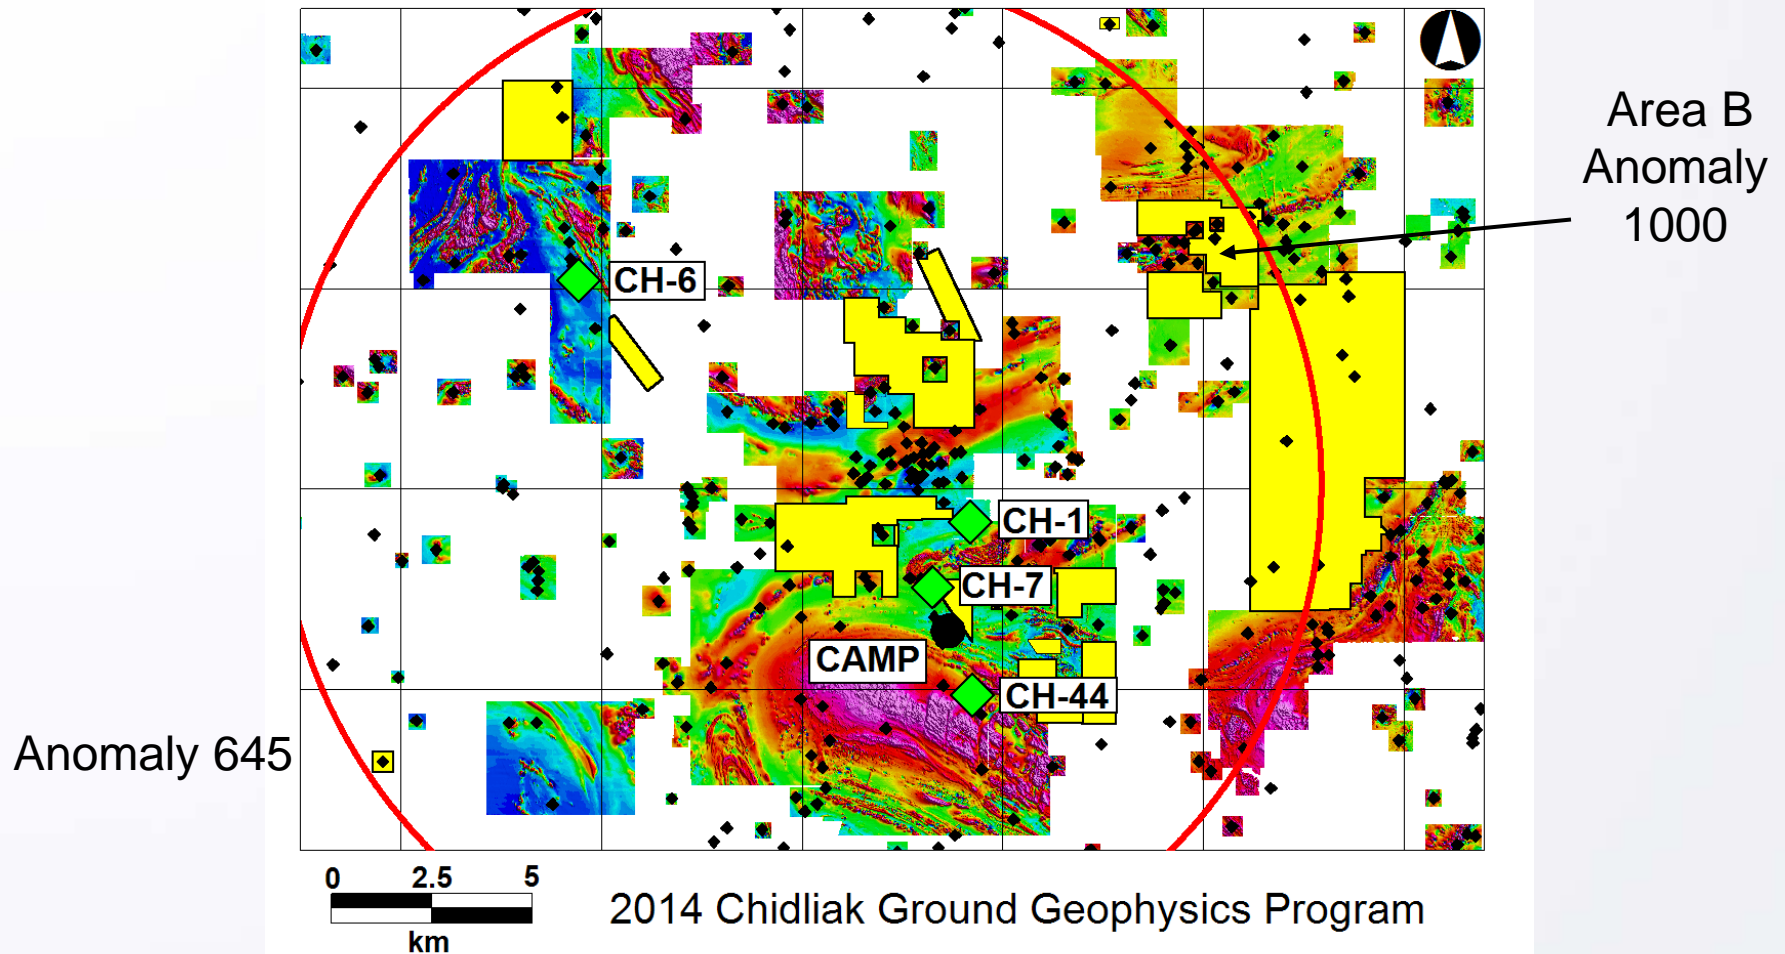 Area B
Anomaly
1000
CH-6
CH-1
CH-7
CAMP
CH-44
Anomaly 645
0 2.5 5
km
2014 Chidliak Ground Geophysics Program